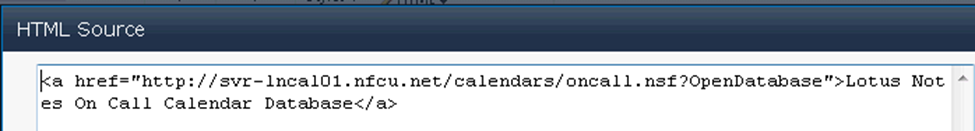 HTML Source
<a href="http://svr-lncal01.nfcu.net/calendars/oncall.nsf?OpenDatabase">Lotus Not
es On Call Calendar Database</a>